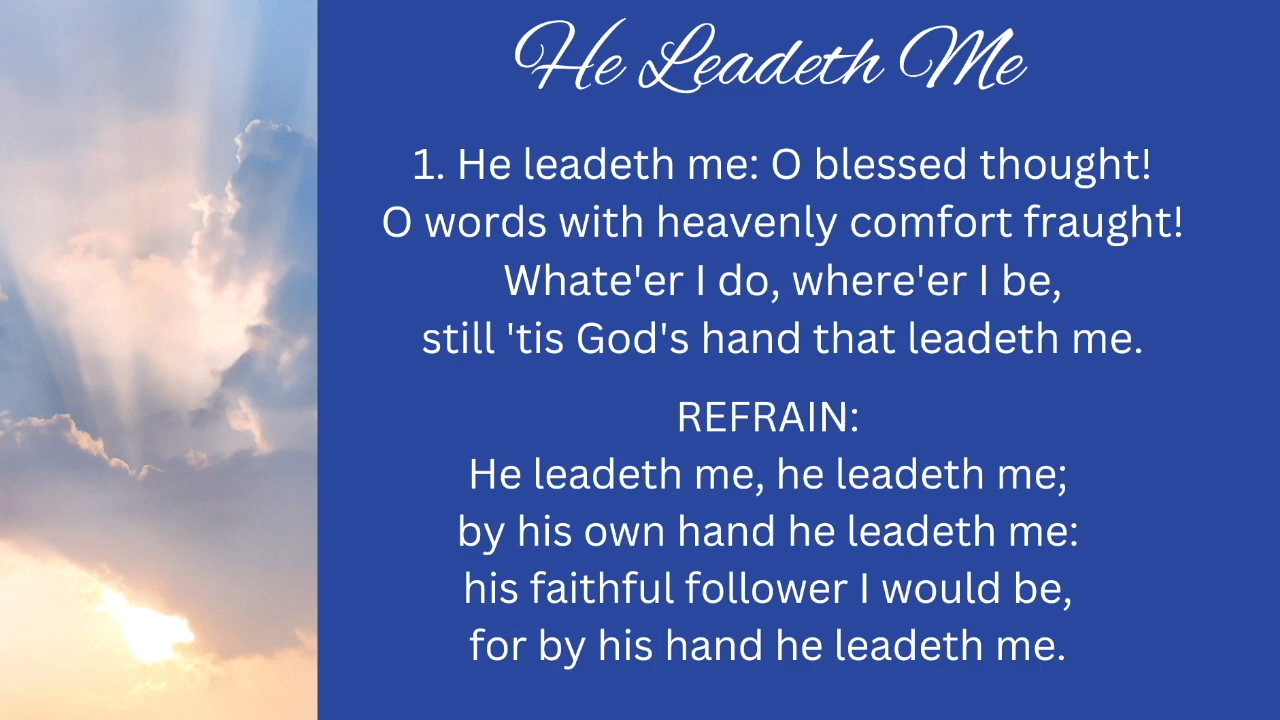 He Leadeth Me
1. He leadeth me: O blessed thought!
O words with heavenly comfort fraught!
Whate'er I do, where'er I be,
still 'tis God's hand that leadeth me.
REFRAIN:
He leadeth me, he leadeth me;
by his own hand he leadeth me:
his faithful follower I would be,
for by his hand he leadeth me.